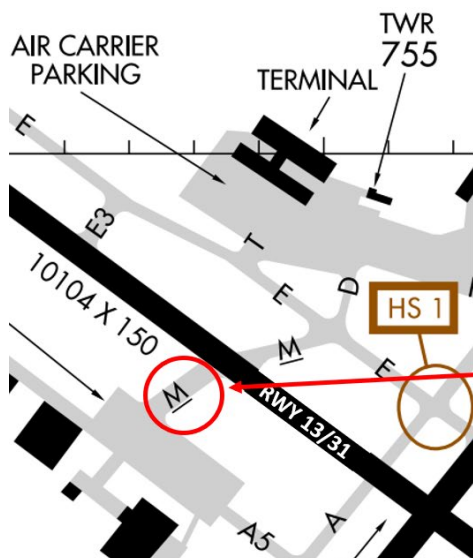 AIR CARRIER
PARKING
TERMINAL
TWR
755
E
E3
T
E
D
HS 1
10104 X 150
M
M
E
RWY 13/31
A5
A